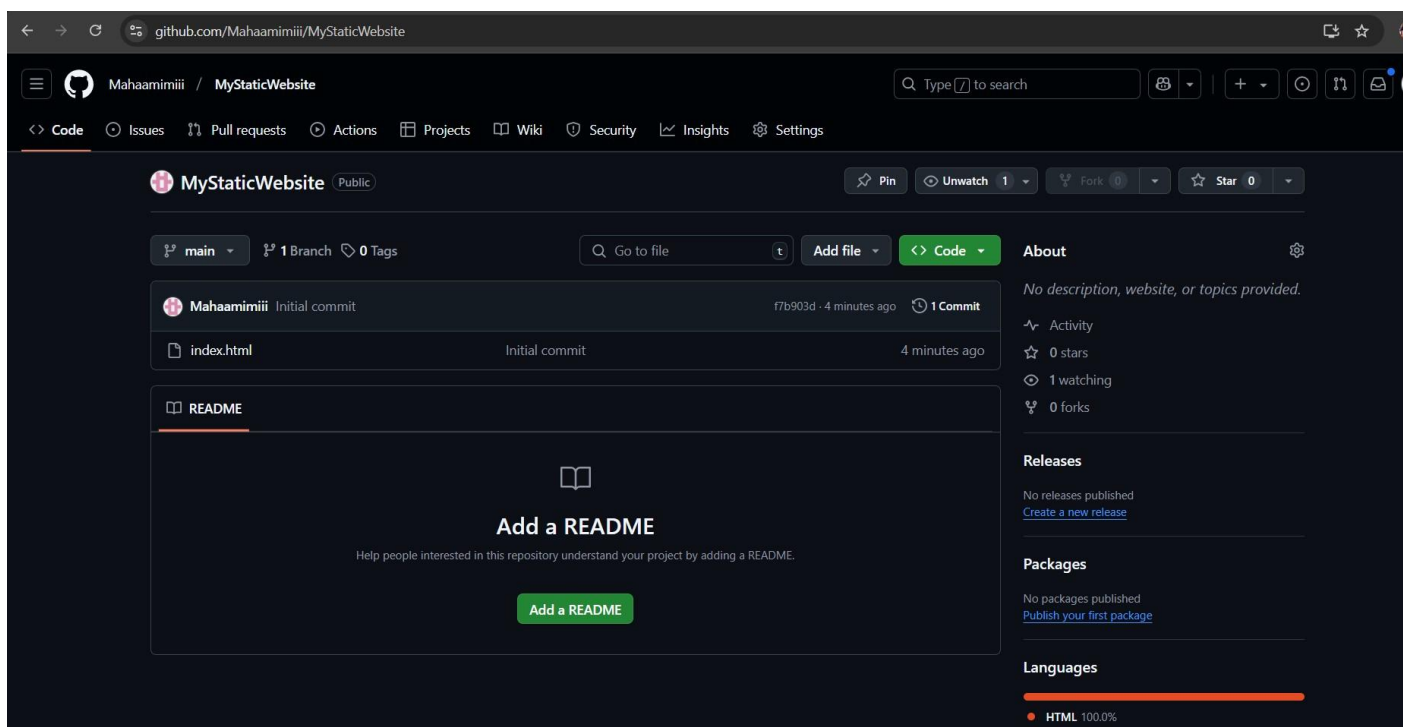 github.com/Mahaamimiii/MyStaticWebsite
Mahaamimiii / MyStaticWebsite
Type / to search
Code Issues Pull requests Actions Projects Wiki Security Insights Settings
MyStaticWebsite Public
Pin Unwatch 1 Fork 0 Star 0
main 1 Branch 0 Tags Go to file t Add file Code
Mahaamimiii Initial commit f7b903d · 4 minutes ago 1 Commit
index.html Initial commit 4 minutes ago
README
Add a README
Help people interested in this repository understand your project by adding a README.
Add a README
About
No description, website, or topics provided.
Activity
0 stars
1 watching
0 forks
Releases
No releases published
Create a new release
Packages
No packages published
Publish your first package
Languages
HTML 100.0%